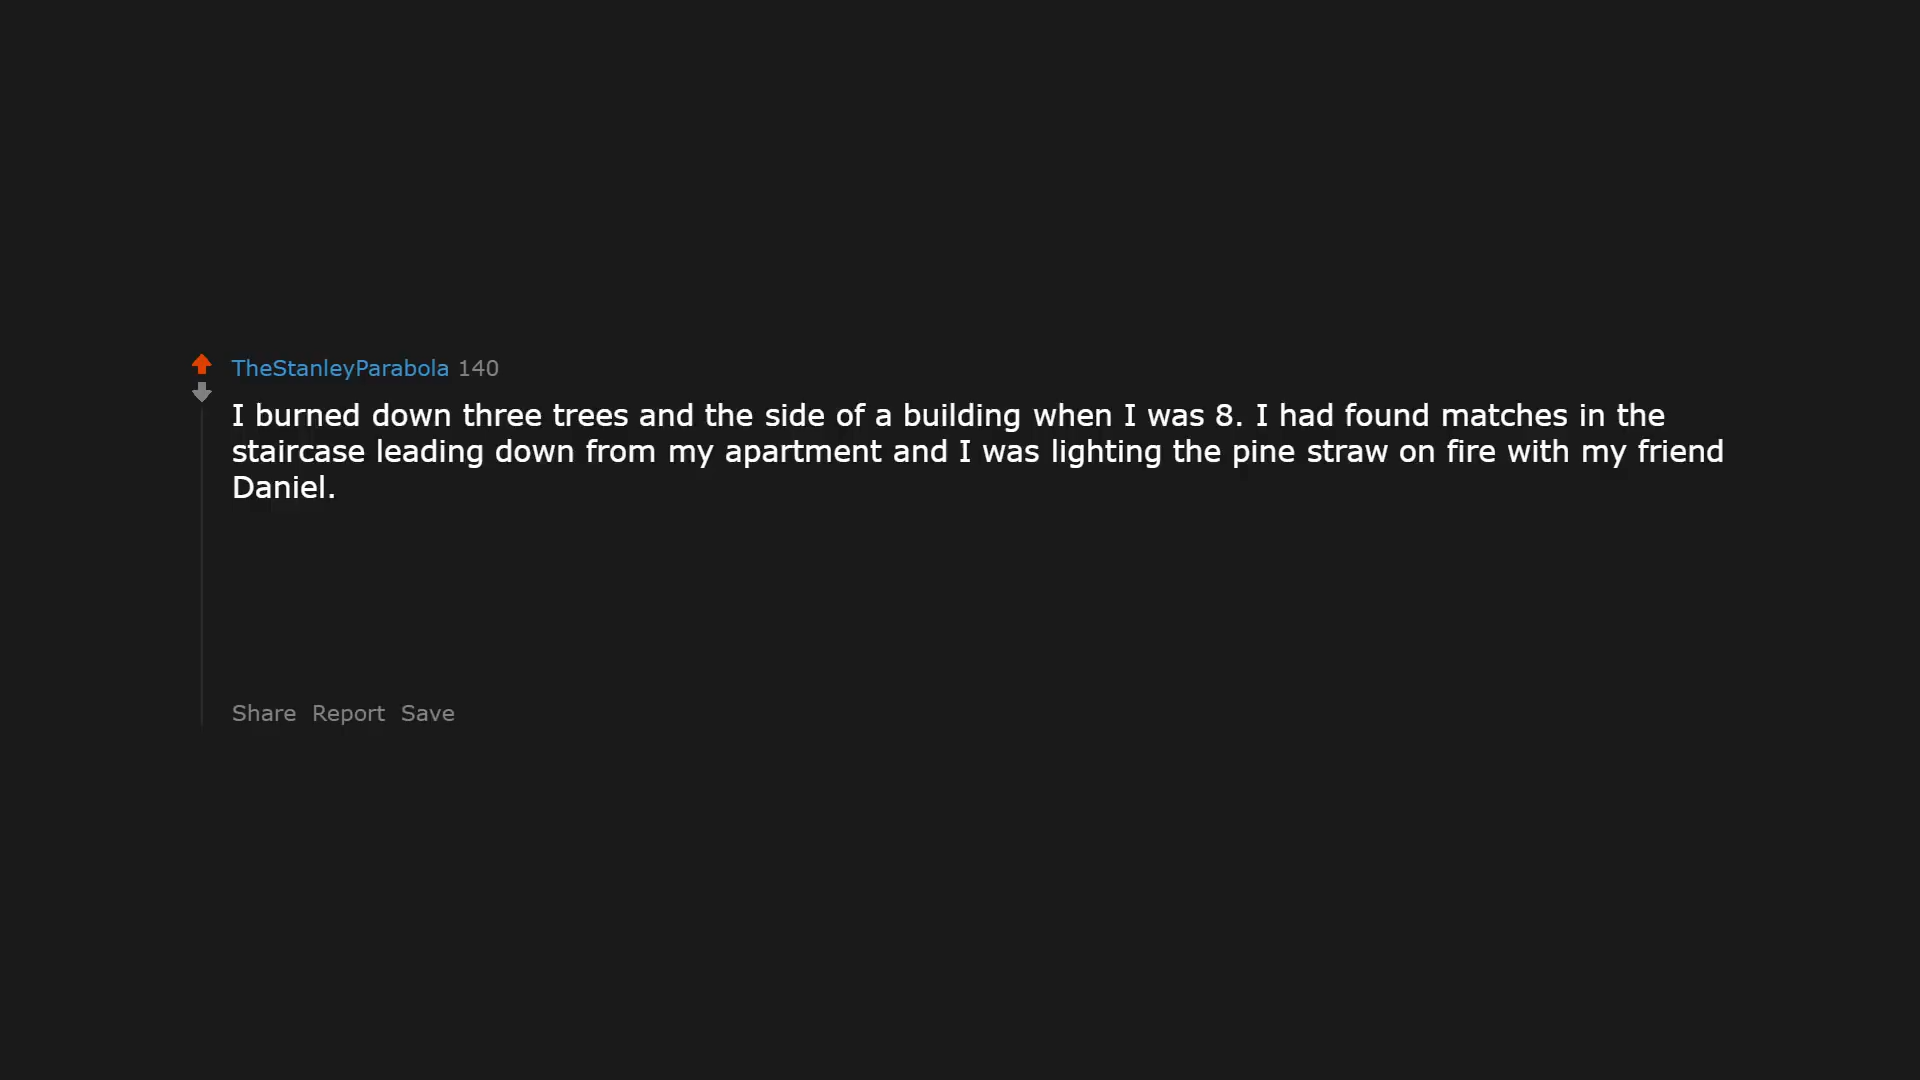 TheStanleyParabola 140
I burned down three trees and the side of a building when I was 8. I had found matches in the
staircase leading down from my apartment and I was lighting the pine straw on fire with my friend
Daniel.
Share Report Save